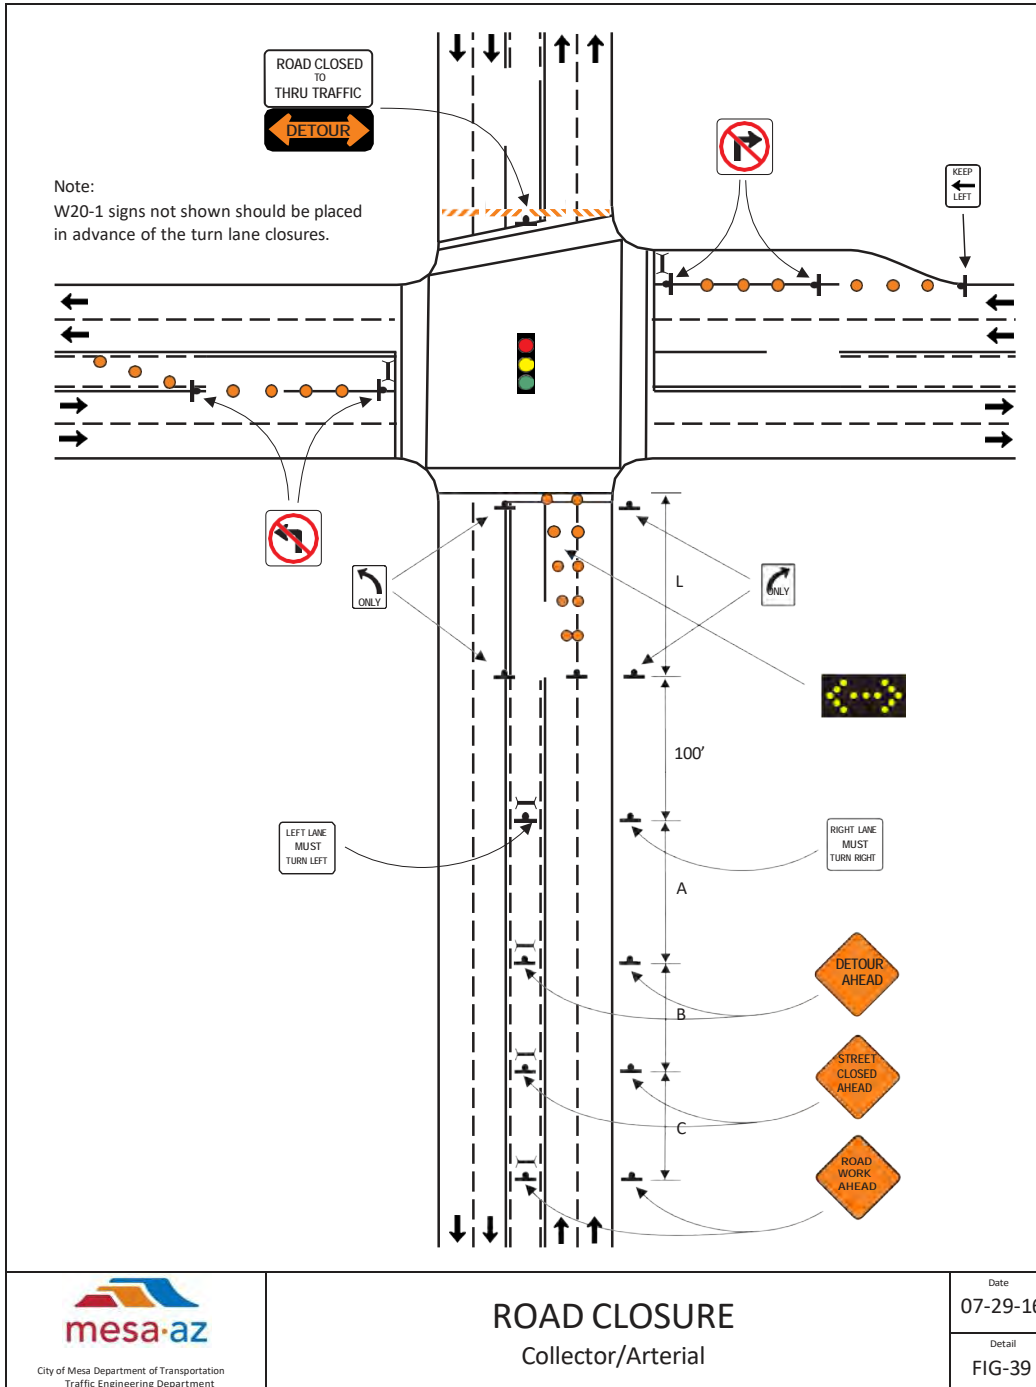 ROAD CLOSED
TO
THRU TRAFFIC
DETOUR
Note:
W20-1 signs not shown should be placed
in advance of the turn lane closures.
KEEP
LEFT
ONLY
ONLY
L
100'
LEFT LANE
MUST
TURN LEFT
RIGHT LANE
MUST
TURN RIGHT
A
DETOUR
AHEAD
B
STREET
CLOSED
AHEAD
C
ROAD
WORK
AHEAD
mesa·az
City of Mesa Department of Transportation
Traffic Engineering Department
ROAD CLOSURE
Collector/Arterial
Date
07-29-16
Detail
FIG-39